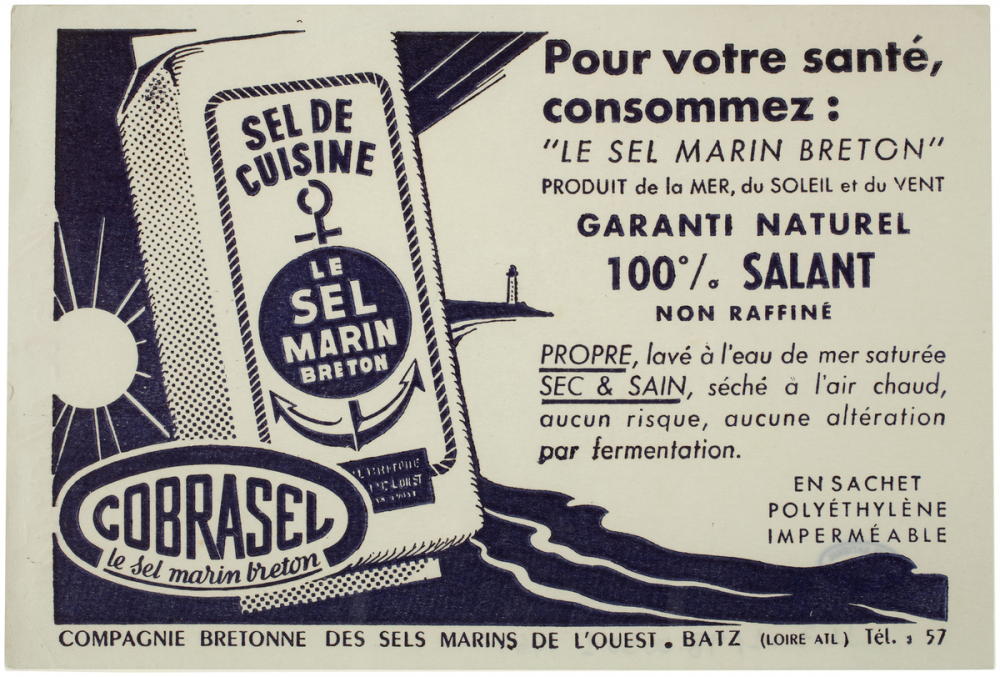 SEL DE
CUISINE
LE
SEL
MARIN
BRETON
COBRASEL
le sel marin breton
Pour votre santé,
consommez :
"LE SEL MARIN BRETON"
PRODUIT de la MER, du SOLEIL et du VENT
GARANTI NATUREL
100% SALANT
NON RAFFINÉ
PROPRE, lavé à l'eau de mer saturée
SEC & SAIN, séché à l'air chaud,
aucun risque, aucune altération
par fermentation.
EN SACHET
POLYÉTHYLÈNE
IMPERMÉABLE
COMPAGNIE BRETONNE DES SELS MARINS DE L'OUEST . BATZ (LOIRE ATL) Tél. : 57